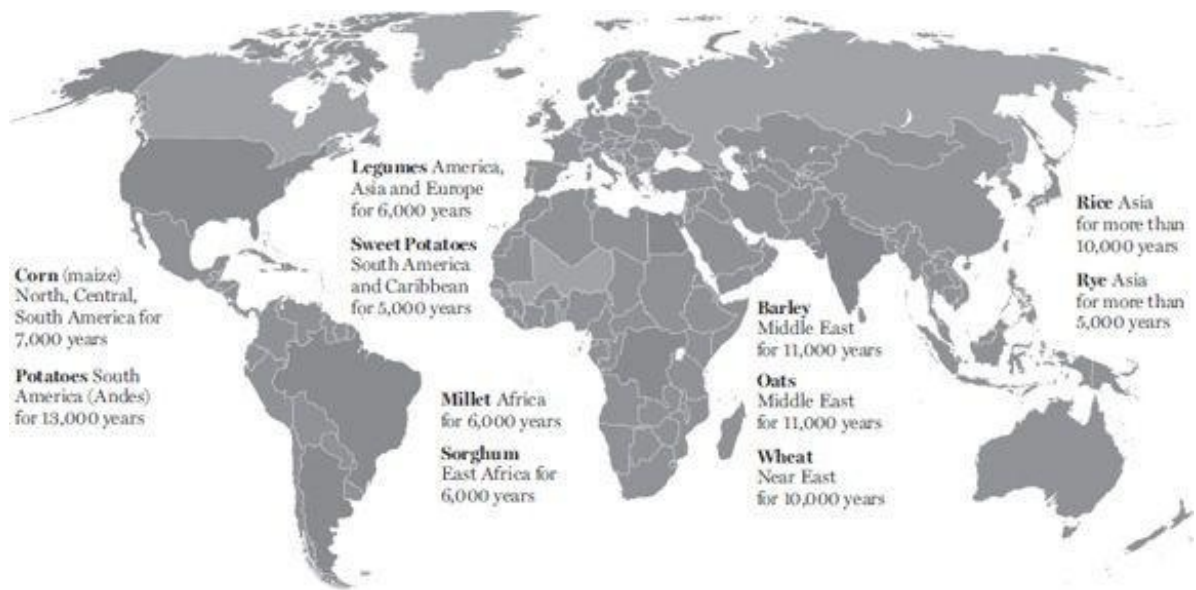 Legumes America,
Asia and Europe
for 6,000 years
Sweet Potatoes
South America
and Caribbean
for 5,000 years
Corn (maize)
North, Central,
South America for
7,000 years
Potatoes South
America (Andes)
for 13,000 years
Millet Africa
for 6,000 years
Sorghum
East Africa for
6,000 years
Barley
Middle East
for 11,000 years
Oats
Middle East
for 11,000 years
Wheat
Near East
for 10,000 years
Rice Asia
for more than
10,000 years
Rye Asia
for more than
5,000 years